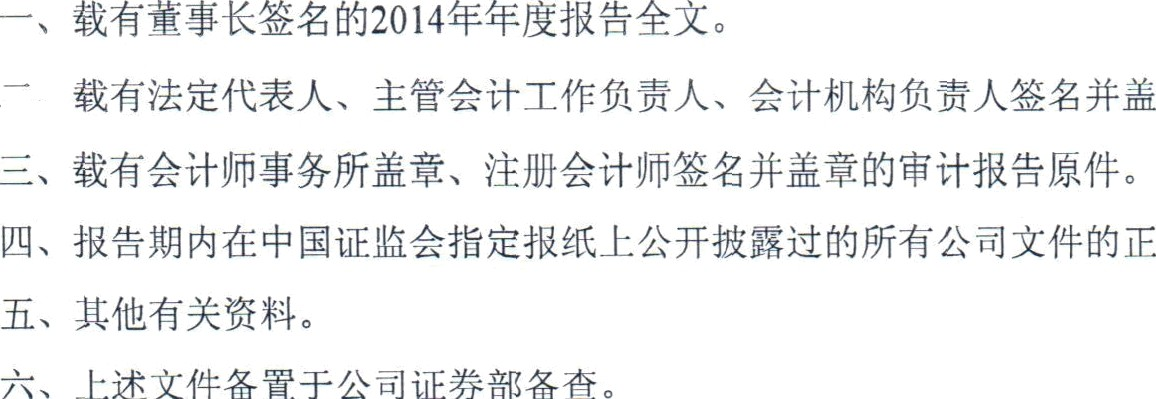 一、载有董事长签名的2014年年度报告全文。
二 载有法定代表人、主管会计工作负责人、会计机构负责人签名并盖
三、载有会计师事务所盖章、注册会计师签名并盖章的审计报告原件。
四、报告期内在中国证监会指定报纸上公开披露过的所有公司文件的正
五、其他有关资料。
六、上述文件备置于公司证券部备查。